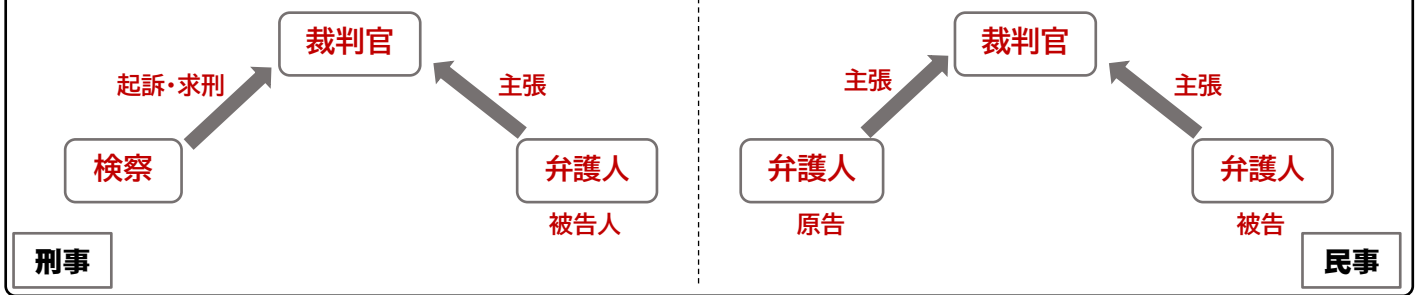 裁判官
起訴・求刑
主張
検察
弁護人
被告人
刑事
裁判官
主張
主張
弁護人
弁護人
原告
被告
民事